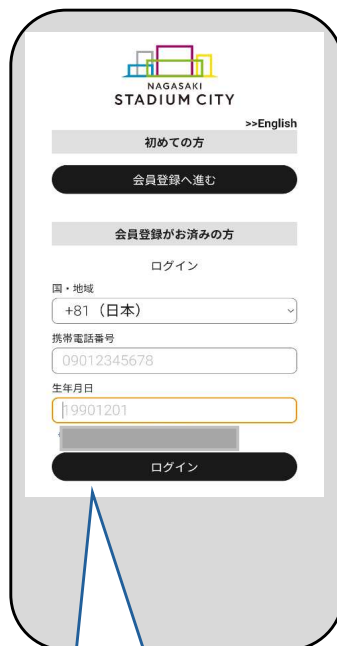 NAGASAKI
STADIUM CITY
>>English
初めての方
会員登録へ進む
会員登録がお済みの方
ログイン
国・地域
+81（日本）
携帯電話番号
09012345678
生年月日
19901201
ログイン